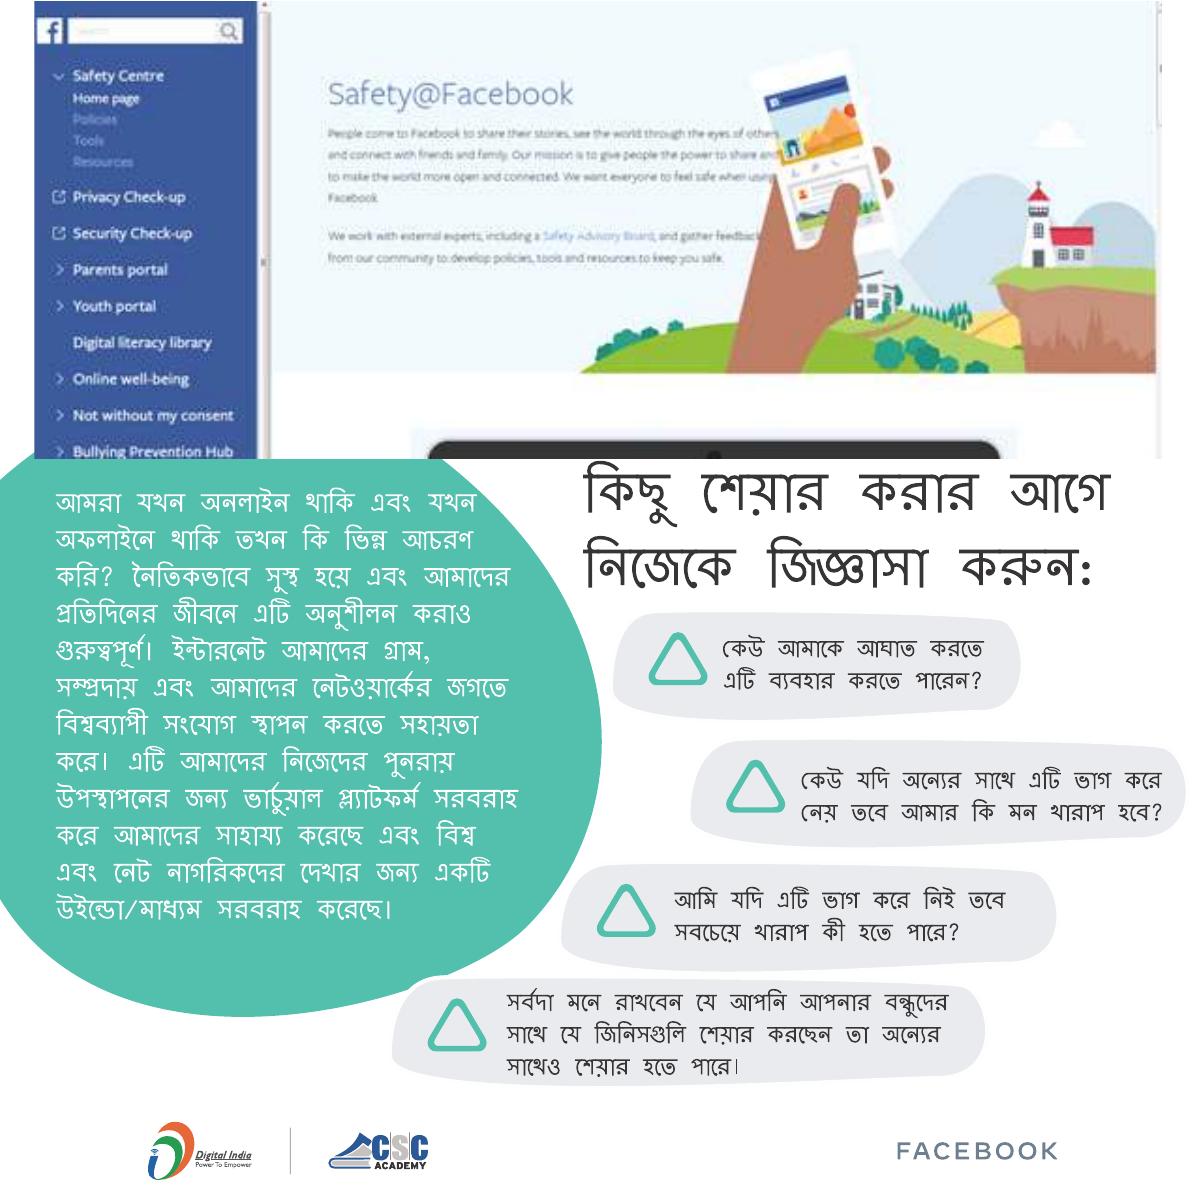 Safety Centre
Home page
Policies
Tools
Resources
Privacy Check-up
Security Check-up
Parents portal
Youth portal
Digital literacy library
Online well-being
Not without my consent
Bullying Prevention Hub
Safety@Facebook
People come to Facebook to share their stories, see the world through the eyes of others
and connect with friends and family. Our mission is to give people the power to share and
to make the world more open and connected. We want everyone to feel safe when using
Facebook
We work with external experts, including a Safety Advisory Board, and gather feedback
from our community to develop policies, tools and resources to keep you safe.
আমরা যখন অনলাইন থাকি এবং যখন
অফলাইনে থাকি তখন কি ভিন্ন আচরণ
করি? নৈতিকভাবে সুস্থ হয়ে এবং আমাদের
প্রতিদিনের জীবনে এটি অনুশীলন করাও
গুরুত্বপূর্ণ। ইন্টারনেট আমাদের গ্রাম,
সম্প্রদায় এবং আমাদের নেটওয়ার্কের জগতে
বিশ্বব্যাপী সংযোগ স্থাপন করতে সহায়তা
করে। এটি আমাদের নিজেদের পুনরায়
উপস্থাপনের জন্য ভার্চুয়াল প্ল্যাটফর্ম সরবরাহ
করে আমাদের সাহায্য করেছে এবং বিশ্ব
এবং নেট নাগরিকদের দেখার জন্য একটি
উইন্ডো/মাধ্যম সরবরাহ করেছে।
কিছু শেয়ার করার আগে
নিজেকে জিজ্ঞাসা করুন:
কেউ আমাকে আঘাত করতে
এটি ব্যবহার করতে পারেন?
কেউ যদি অন্যের সাথে এটি ভাগ করে
নেয় তবে আমার কি মন খারাপ হবে?
আমি যদি এটি ভাগ করে নিই তবে
সবচেয়ে খারাপ কী হতে পারে?
সর্বদা মনে রাখবেন যে আপনি আপনার বন্ধুদের
সাথে যে জিনিসগুলি শেয়ার করছেন তা অন্যের
সাথেও শেয়ার হতে পারে।
Digital India
Power To Empower
CSC
ACADEMY
FACEBOOK